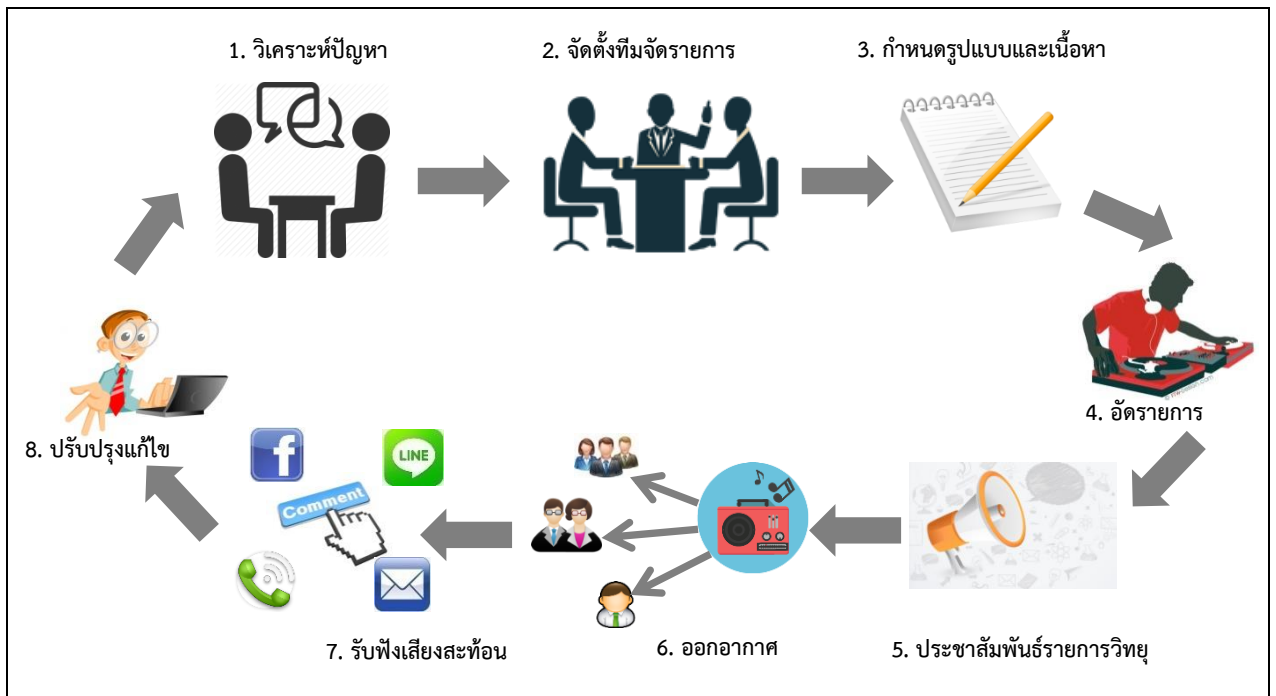 1. วิเคราะห์ปัญหา
2. จัดตั้งทีมจัดรายการ
3. กำหนดรูปแบบและเนื้อหา
4. อัดรายการ
5. ประชาสัมพันธ์รายการวิทยุ
6. ออกอากาศ
7. รับฟังเสียงสะท้อน
LINE
Comment
8. ปรับปรุงแก้ไข